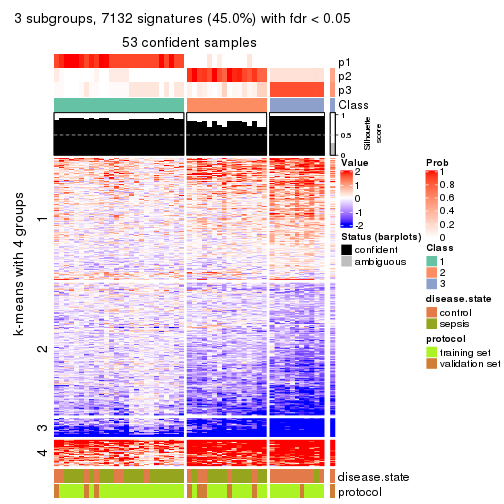 3 subgroups, 7132 signatures (45.0%) with fdr < 0.05
53 confident samples
p1
p2
p3
Class
1
0.5
0
Silhouette
score
k-means with 4 groups
1
2
3
4
disease.state
protocol
Value
2
1
0
-1
-2
Status (barplots)
confident
ambiguous
Prob
1
0.8
0.6
0.4
0.2
0
Class
1
2
3
disease.state
control
sepsis
protocol
training set
validation set